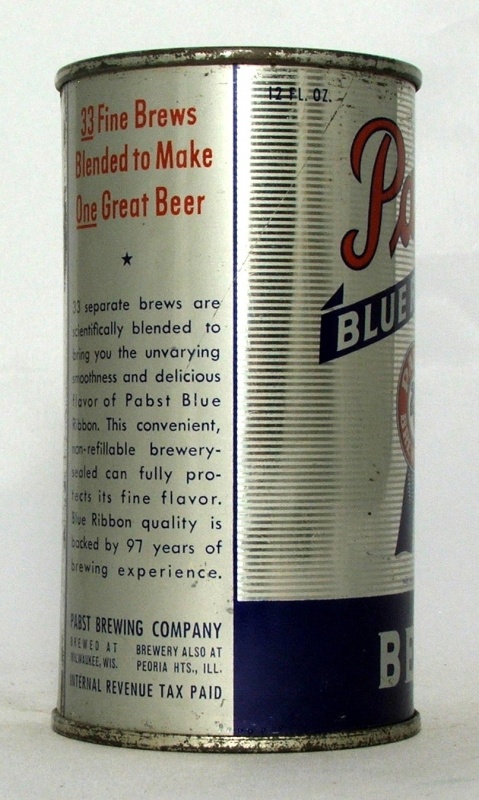 33 Fine Brews
Blended to Make
One Great Beer
33 separate brews are
scientifically blended to
bring you the unvarying
smoothness and delicious
flavor of Pabst Blue
Ribbon. This convenient,
non-refillable brewery-
sealed can fully pro-
tects its fine flavor.
Blue Ribbon quality is
backed by 97 years of
brewing experience.
PABST BREWING COMPANY
BREWED AT
MILWAUKEE, WIS.
BREWERY ALSO AT
PEORIA HTS., ILL.
INTERNAL REVENUE TAX PAID
12 FL. OZ.
Pa
BLUE
BE